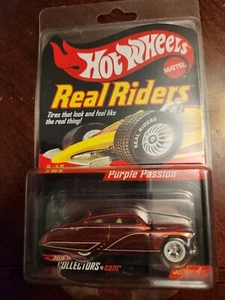 Hot Wheels
MATTEL
Real Riders
Tires that look and feel like
the real thing!
REAL RIDERS
Purple Passion
COLLECTORS.COM